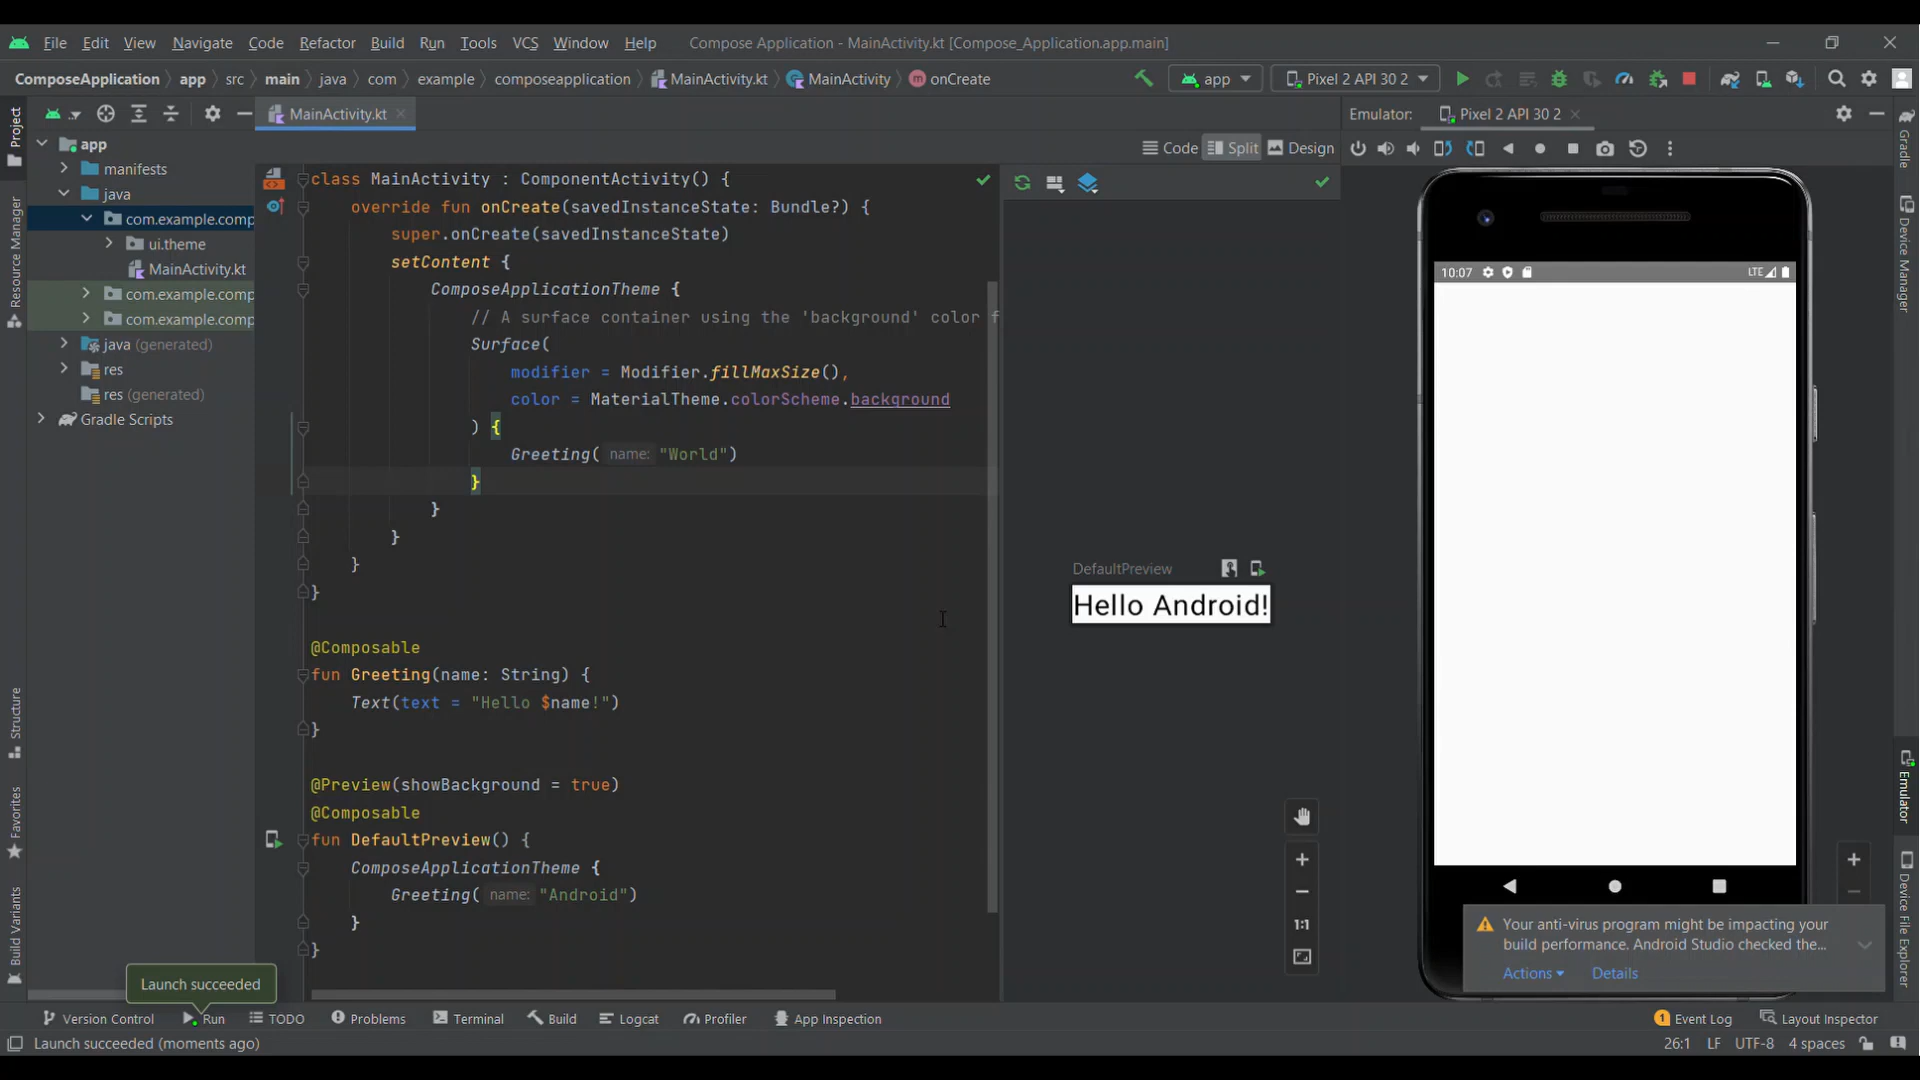 File Edit View Navigate Code Refactor Build Run Tools VCS Window Help Compose Application - MainActivity.kt [Compose_Application.app.main]
ComposeApplication app src main java com example composeapplication MainActivity.kt MainActivity onCreate app Pixel 2 API 30 2
MainActivity.kt
Emulator: Pixel 2 API 30 2
Code Split Design
Project
Resource Manager
Structure
Favorites
Build Variants
app
manifests
java
com.example.comp
ui.theme
MainActivity.kt
com.example.comp
com.example.comp
java (generated)
res
res (generated)
Gradle Scripts
class MainActivity : ComponentActivity() {
override fun onCreate(savedInstanceState: Bundle?) {
super.onCreate(savedInstanceState)
setContent {
ComposeApplicationTheme {
// A surface container using the 'background' color f
Surface(
modifier = Modifier.fillMaxSize(),
color = MaterialTheme.colorScheme.background
) {
Greeting( name: "World")
}
}
}
}
}
@Composable
fun Greeting(name: String) {
Text(text = "Hello $name!")
}
@Preview(showBackground = true)
@Composable
fun DefaultPreview() {
ComposeApplicationTheme {
Greeting( name: "Android")
}
}
DefaultPreview
Hello Android!
1:1
10:07 LTE
Gradle
Device Manager
Emulator
Device File Explorer
Your anti-virus program might be impacting your
build performance. Android Studio checked the...
Actions Details
Launch succeeded
Version Control Run TODO Problems Terminal Build Logcat Profiler App Inspection 1 Event Log Layout Inspector
Launch succeeded (moments ago) 26:1 LF UTF-8 4 spaces